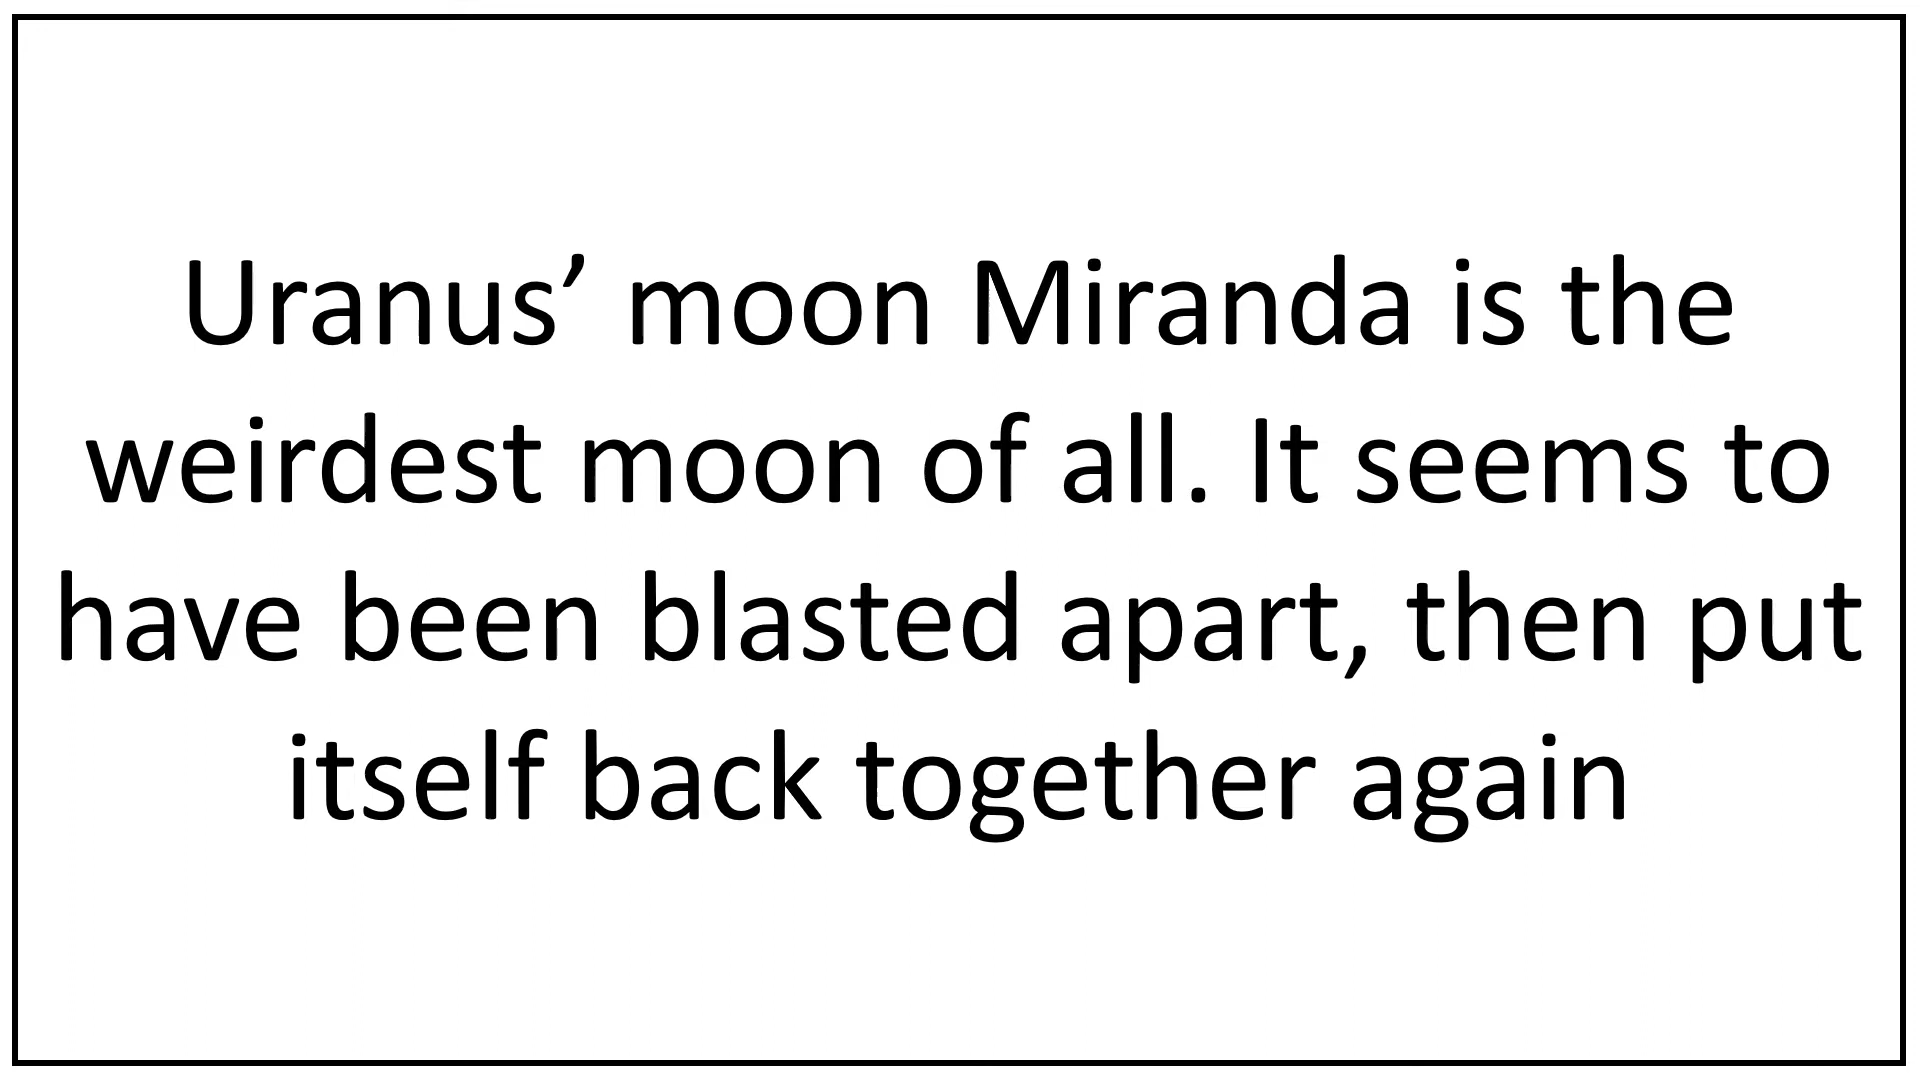 Uranus’ moon Miranda is the
weirdest moon of all. It seems to
have been blasted apart, then put
itself back together again